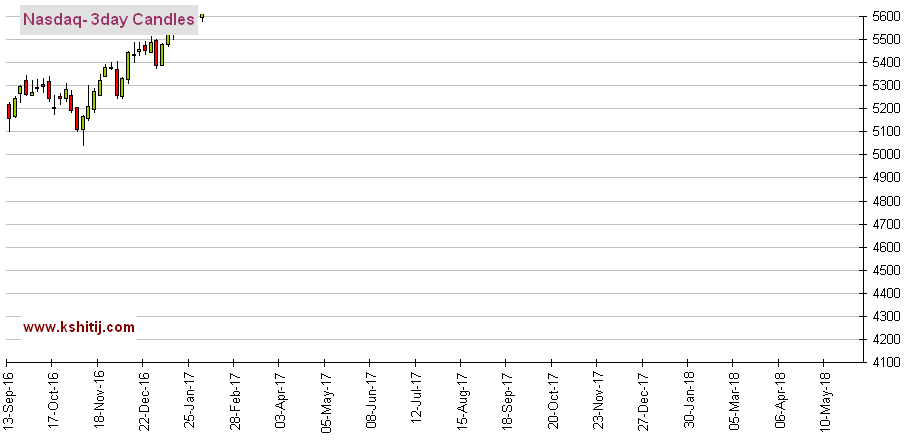 Nasdaq- 3day Candles
5600
5500
5400
5300
5200
5100
5000
4900
4800
4700
4600
4500
4400
4300
4200
4100
www.kshitij.com
13-Sep-16
17-Oct-16
18-Nov-16
22-Dec-16
25-Jan-17
28-Feb-17
03-Apr-17
05-May-17
08-Jun-17
12-Jul-17
15-Aug-17
18-Sep-17
20-Oct-17
23-Nov-17
27-Dec-17
30-Jan-18
05-Mar-18
06-Apr-18
10-May-18